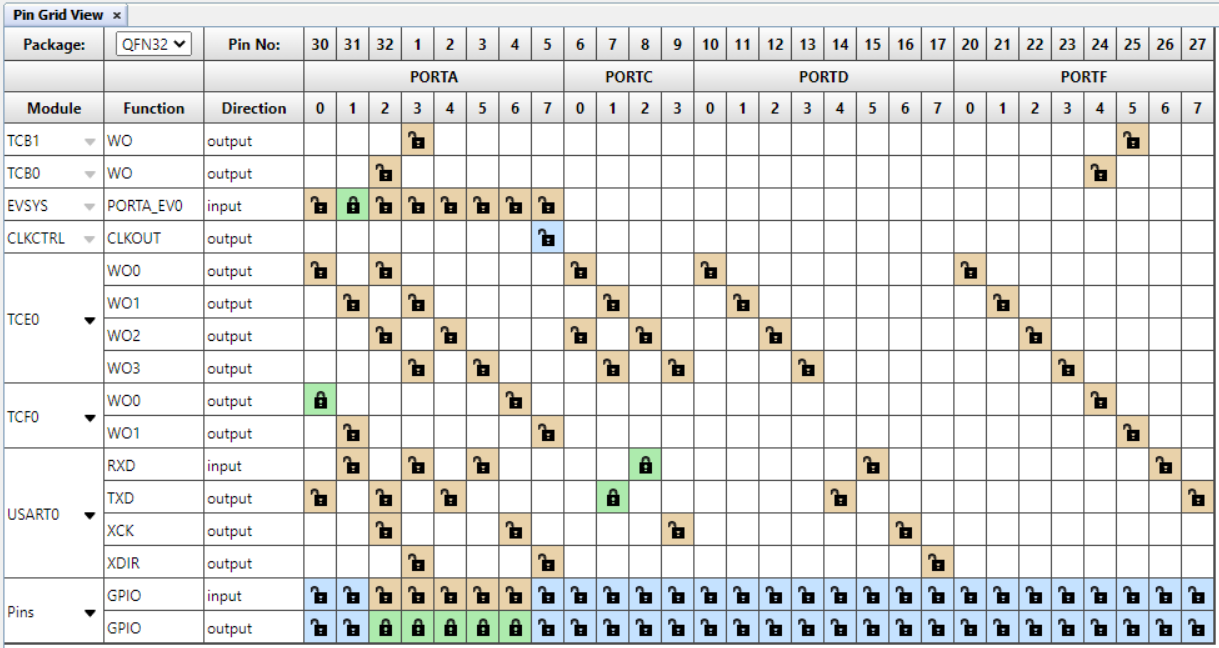 Pin Grid View ×
Package: QFN32 Pin No: 30 31 32 1 2 3 4 5 6 7 8 9 10 11 12 13 14 15 16 17 20 21 22 23 24 25 26 27
PORTA PORTC PORTD PORTF
Module Function Direction 0 1 2 3 4 5 6 7 0 1 2 3 0 1 2 3 4 5 6 7 0 1 2 3 4 5 6 7
TCB1 WO output
TCB0 WO output
EVSYS PORTA_EV0 input
CLKCTRL CLKOUT output
TCE0
WO0 output
WO1 output
WO2 output
WO3 output
TCF0
WO0 output
WO1 output
USART0
RXD input
TXD output
XCK output
XDIR output
Pins
GPIO input
GPIO output